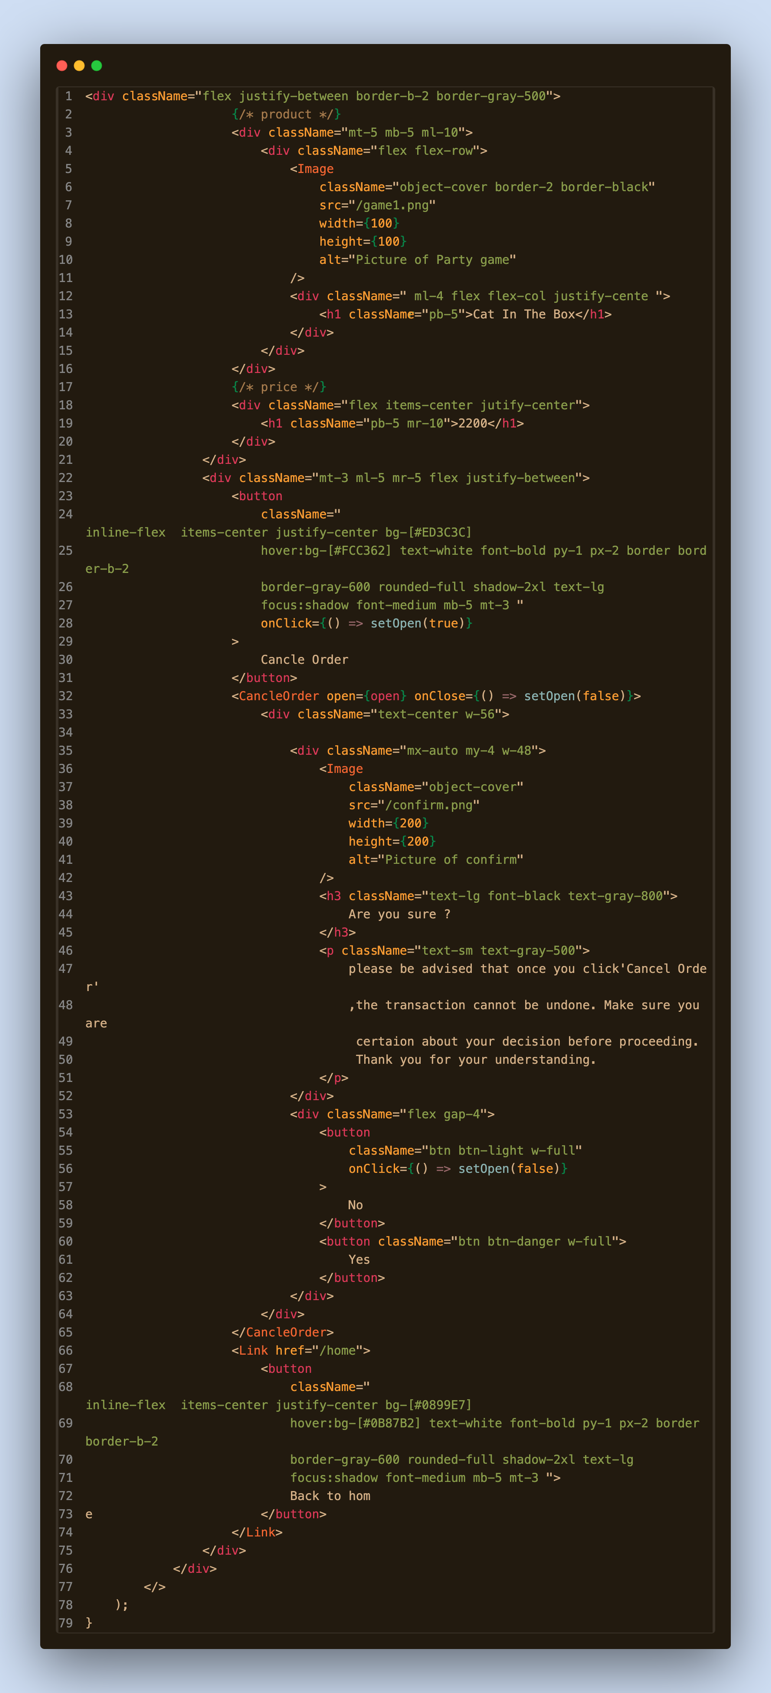 1 <div className="flex justify-between border-b-2 border-gray-500">
2 {/* product */}
3 <div className="mt-5 mb-5 ml-10">
4 <div className="flex flex-row">
5 <Image
6 className="object-cover border-2 border-black"
7 src="/game1.png"
8 width={100}
9 height={100}
10 alt="Picture of Party game"
11 />
12 <div className=" ml-4 flex flex-col justify-cente ">
13 <h1 className="pb-5">Cat In The Box</h1>
14 </div>
15 </div>
16 </div>
17 {/* price */}
18 <div className="flex items-center jutify-center">
19 <h1 className="pb-5 mr-10">2200</h1>
20 </div>
21 </div>
22 <div className="mt-3 ml-5 mr-5 flex justify-between">
23 <button
24 className="
inline-flex  items-center justify-center bg-[#ED3C3C]
25 hover:bg-[#FCC362] text-white font-bold py-1 px-2 border bord
er-b-2
26 border-gray-600 rounded-full shadow-2xl text-lg
27 focus:shadow font-medium mb-5 mt-3 "
28 onClick={() => setOpen(true)}
29 >
30 Cancle Order
31 </button>
32 <CancleOrder open={open} onClose={() => setOpen(false)}>
33 <div className="text-center w-56">
34
35 <div className="mx-auto my-4 w-48">
36 <Image
37 className="object-cover"
38 src="/confirm.png"
39 width={200}
40 height={200}
41 alt="Picture of confirm"
42 />
43 <h3 className="text-lg font-black text-gray-800">
44 Are you sure ?
45 </h3>
46 <p className="text-sm text-gray-500">
47 please be advised that once you click'Cancel Orde
r'
48 ,the transaction cannot be undone. Make sure you
are
49 certaion about your decision before proceeding.
50 Thank you for your understanding.
51 </p>
52 </div>
53 <div className="flex gap-4">
54 <button
55 className="btn btn-light w-full"
56 onClick={() => setOpen(false)}
57 >
58 No
59 </button>
60 <button className="btn btn-danger w-full">
61 Yes
62 </button>
63 </div>
64 </div>
65 </CancleOrder>
66 <Link href="/home">
67 <button
68 className="
inline-flex  items-center justify-center bg-[#0899E7]
69 hover:bg-[#0B87B2] text-white font-bold py-1 px-2 border
border-b-2
70 border-gray-600 rounded-full shadow-2xl text-lg
71 focus:shadow font-medium mb-5 mt-3 ">
72 Back to hom
73 e </button>
74 </Link>
75 </div>
76 </div>
77 </>
78 );
79 }